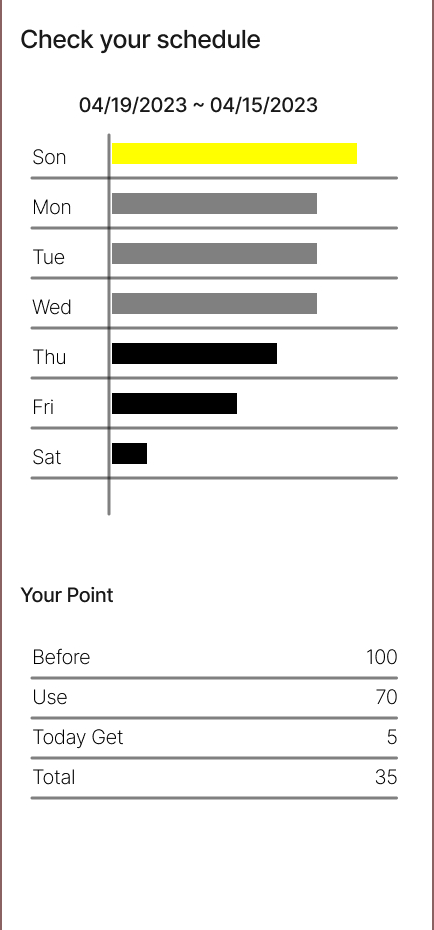 Check your schedule
04/19/2023 ~ 04/15/2023
Son
Mon
Tue
Wed
Thu
Fri
Sat
Your Point
Before 100
Use 70
Today Get 5
Total 35